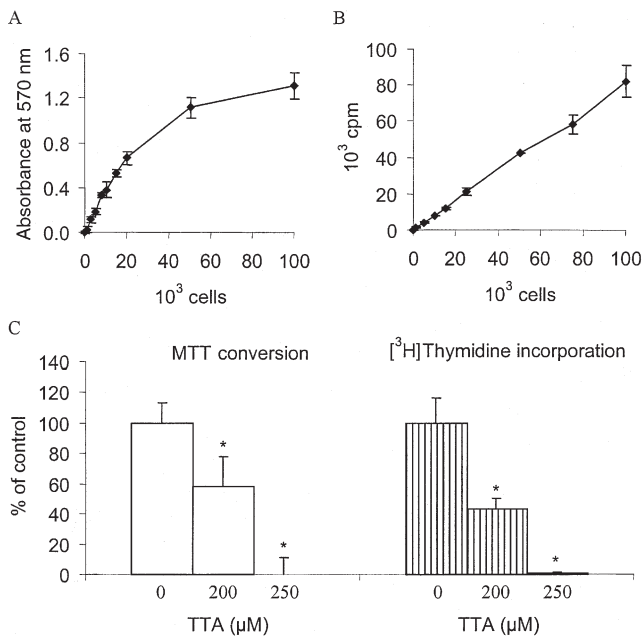 A
Absorbance at 570 nm
1.6
1.2
0.8
0.4
0.0
0 20 40 60 80 100
10³ cells
B
10³ cpm
100
80
60
40
20
0
0 20 40 60 80 100
10³ cells
C
MTT conversion
[³H]Thymidine incorporation
% of control
140
120
100
80
60
40
20
0
* * * *
0 200 250 0 200 250
TTA (µM) TTA (µM)